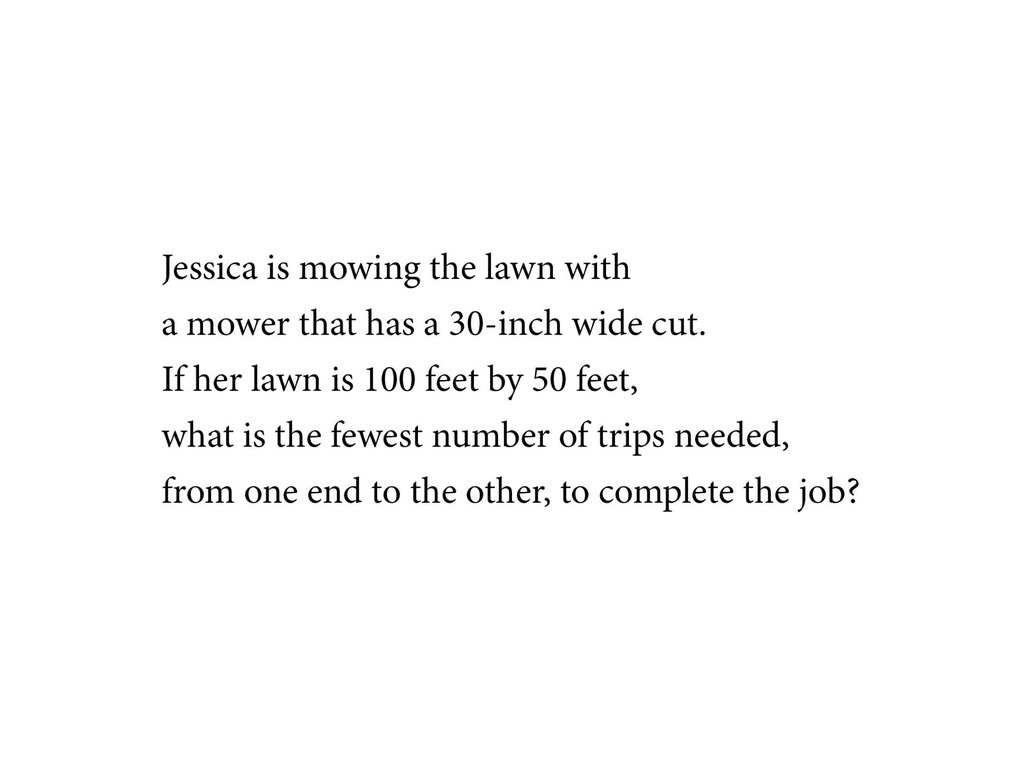 Jessica is mowing the lawn with
a mower that has a 30-inch wide cut.
If her lawn is 100 feet by 50 feet,
what is the fewest number of trips needed,
from one end to the other, to complete the job?